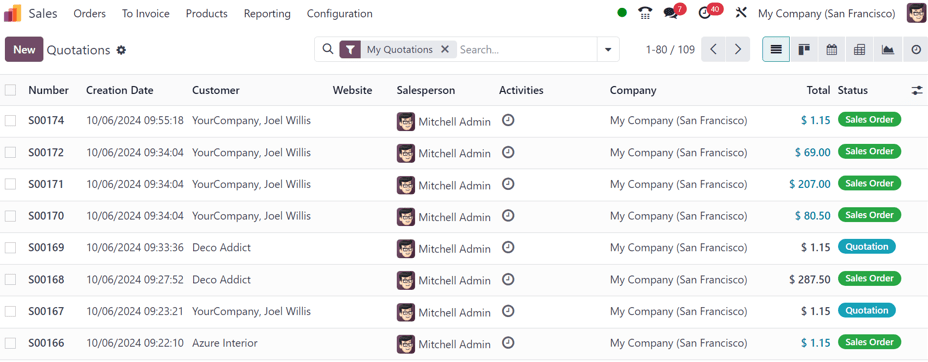 Sales Orders To Invoice Products Reporting Configuration 7 40 My Company (San Francisco)
New Quotations My Quotations Search... 1-80 / 109
Number Creation Date Customer Website Salesperson Activities Company Total Status
S00174 10/06/2024 09:55:18 YourCompany, Joel Willis Mitchell Admin My Company (San Francisco) $ 1.15 Sales Order
S00172 10/06/2024 09:34:04 YourCompany, Joel Willis Mitchell Admin My Company (San Francisco) $ 69.00 Sales Order
S00171 10/06/2024 09:34:04 YourCompany, Joel Willis Mitchell Admin My Company (San Francisco) $ 207.00 Sales Order
S00170 10/06/2024 09:34:04 YourCompany, Joel Willis Mitchell Admin My Company (San Francisco) $ 80.50 Sales Order
S00169 10/06/2024 09:33:36 Deco Addict Mitchell Admin My Company (San Francisco) $ 1.15 Quotation
S00168 10/06/2024 09:27:52 Deco Addict Mitchell Admin My Company (San Francisco) $ 287.50 Sales Order
S00167 10/06/2024 09:23:21 YourCompany, Joel Willis Mitchell Admin My Company (San Francisco) $ 1.15 Quotation
S00166 10/06/2024 09:22:10 Azure Interior Mitchell Admin My Company (San Francisco) $ 1.15 Sales Order